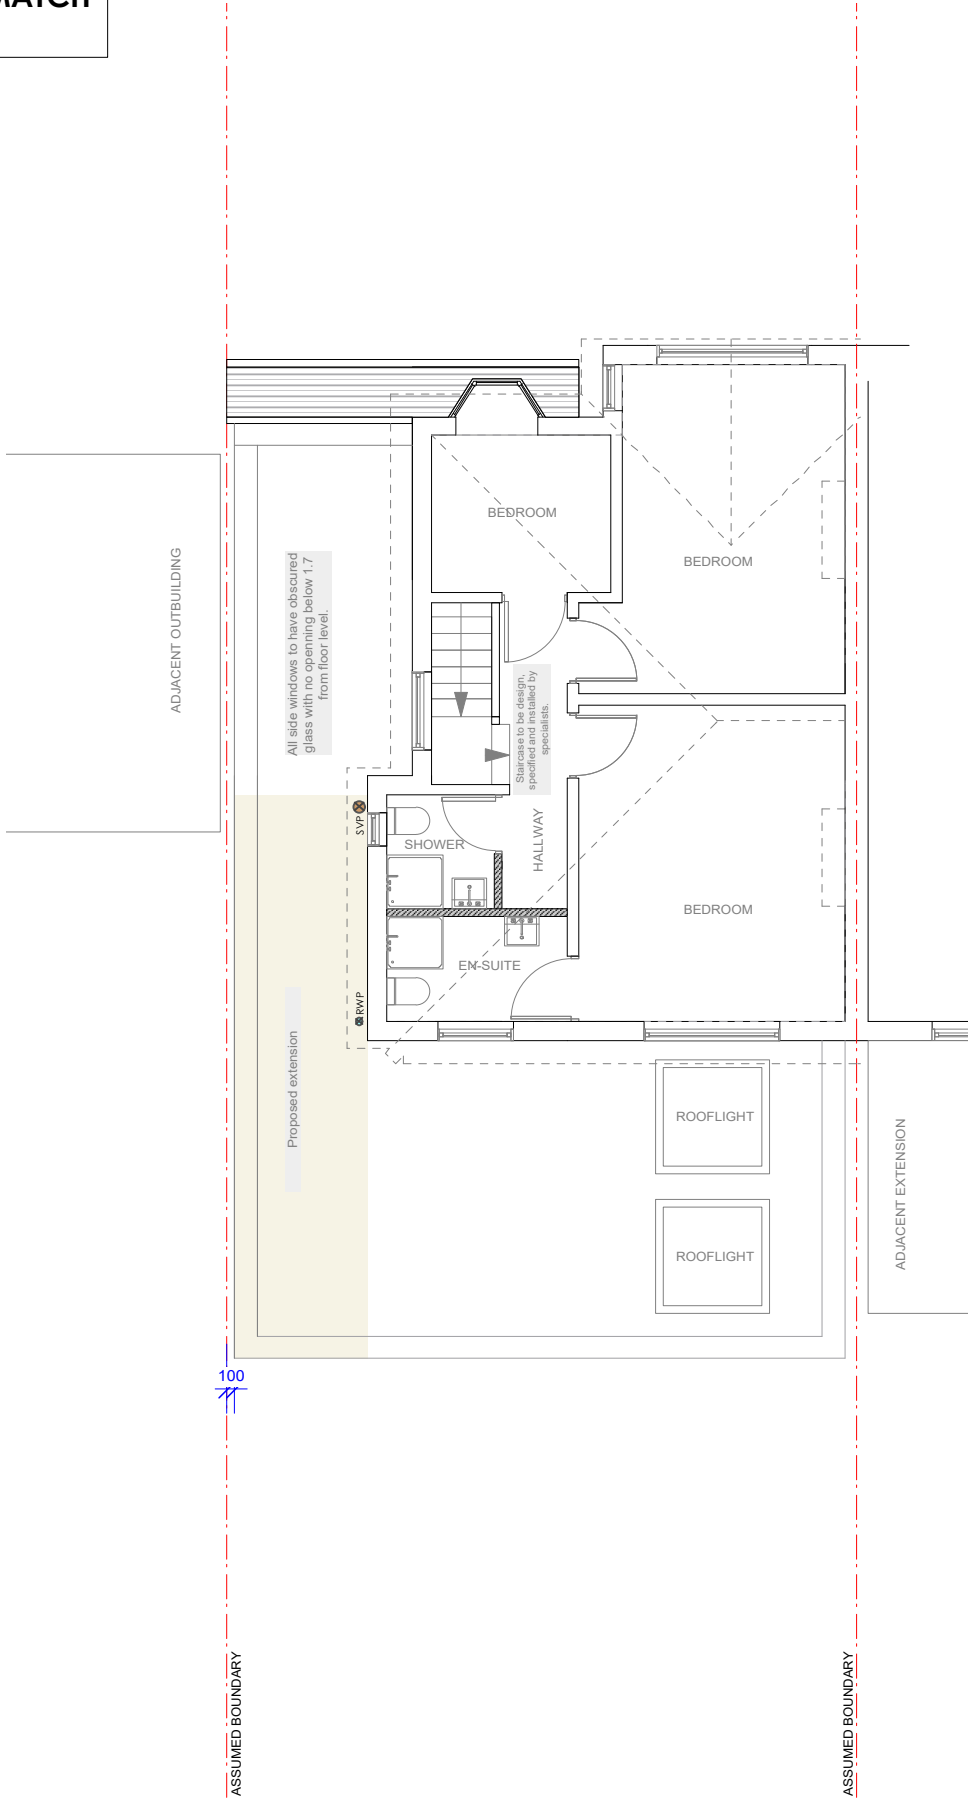 BEDROOM
BEDROOM
ADJACENT OUTBUILDING
All side windows to have obscured
glass with no openning below 1.7
from floor level.
Staircase to be design,
specified and installed by
specialists.
SVP
SHOWER
HALLWAY
BEDROOM
EN-SUITE
RWP
Proposed extension
ROOFLIGHT
ADJACENT EXTENSION
ROOFLIGHT
100
ASSUMED BOUNDARY
ASSUMED BOUNDARY